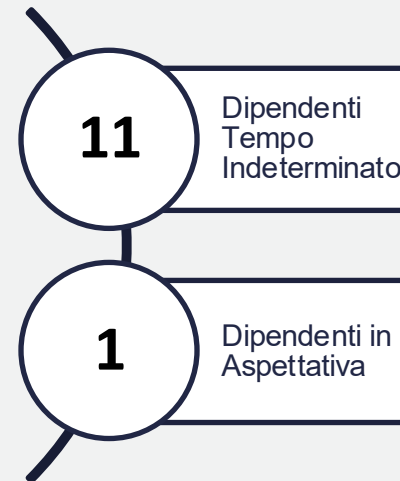 11
Dipendenti
Tempo
Indeterminato
1
Dipendenti in
Aspettativa